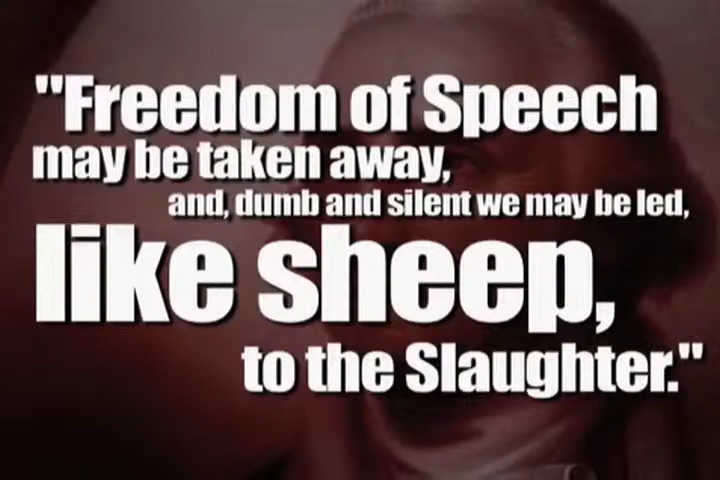 "Freedom of Speech
may be taken away,
and, dumb and silent we may be led,
like sheep,
to the Slaughter."